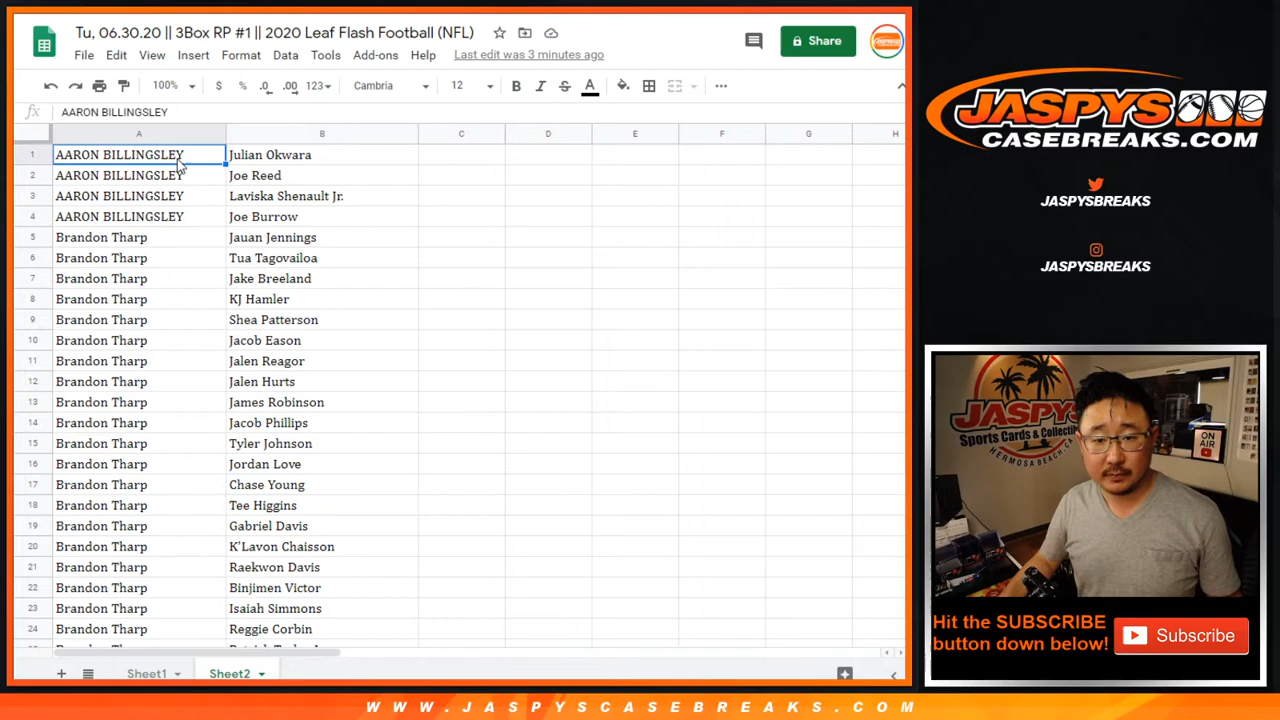 Tu, 06.30.20 || 3Box RP #1 || 2020 Leaf Flash Football (NFL)
File Edit View Insert Format Data Tools Add-ons Help Last edit was 3 minutes ago
Share
100% $ % .0 .00 123 Cambria 12 B I S A
fx AARON BILLINGSLEY
A B C D E F G H
1 AARON BILLINGSLEY Julian Okwara
2 AARON BILLINGSLEY Joe Reed
3 AARON BILLINGSLEY Laviska Shenault Jr.
4 AARON BILLINGSLEY Joe Burrow
5 Brandon Tharp Jauan Jennings
6 Brandon Tharp Tua Tagovailoa
7 Brandon Tharp Jake Breeland
8 Brandon Tharp KJ Hamler
9 Brandon Tharp Shea Patterson
10 Brandon Tharp Jacob Eason
11 Brandon Tharp Jalen Reagor
12 Brandon Tharp Jalen Hurts
13 Brandon Tharp James Robinson
14 Brandon Tharp Jacob Phillips
15 Brandon Tharp Tyler Johnson
16 Brandon Tharp Jordan Love
17 Brandon Tharp Chase Young
18 Brandon Tharp Tee Higgins
19 Brandon Tharp Gabriel Davis
20 Brandon Tharp K'Lavon Chaisson
21 Brandon Tharp Raekwon Davis
22 Brandon Tharp Binjimen Victor
23 Brandon Tharp Isaiah Simmons
24 Brandon Tharp Reggie Corbin
Sheet1 Sheet2
JASPYS
CASEBREAKS.COM
JASPYSBREAKS
JASPYSBREAKS
JASPYS
Sports Cards & Collectibles
HERMOSA BEACH, CA
ON
AIR
Hit the SUBSCRIBE
button down below!
Subscribe
WWW.JASPYSCASEBREAKS.COM